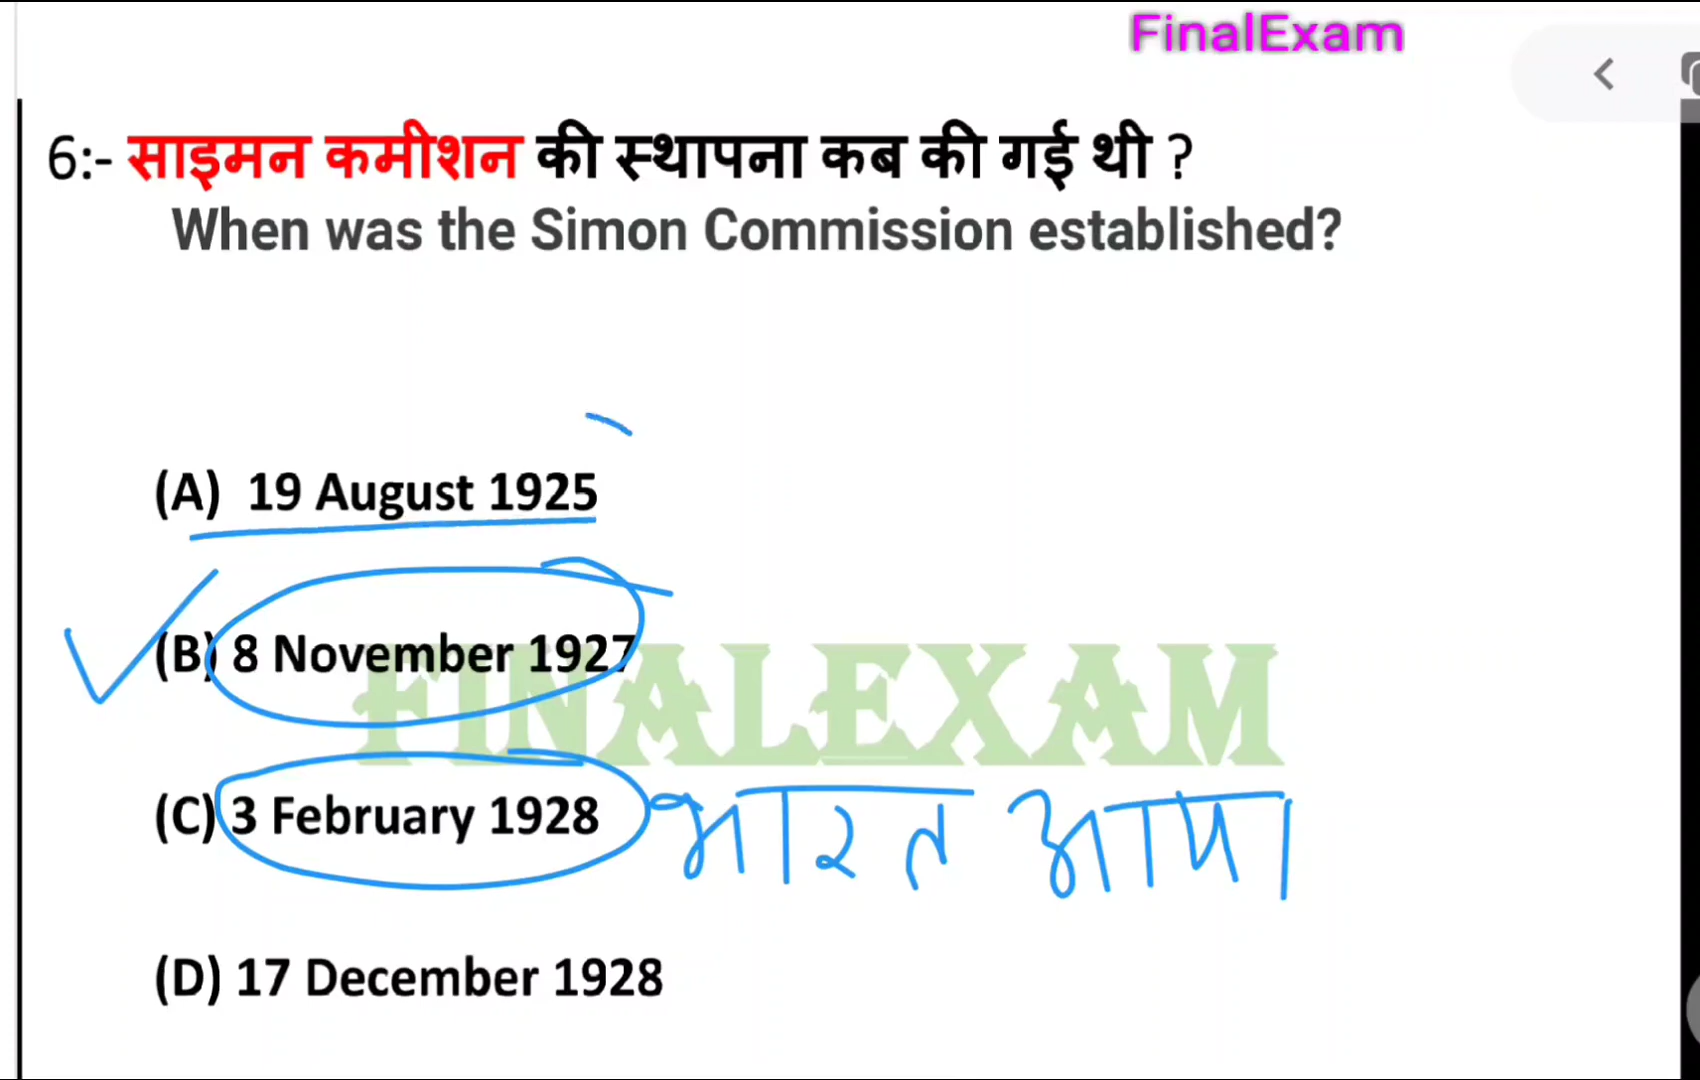 FinalExam
6:- साइमन कमीशन की स्थापना कब की गई थी ?
When was the Simon Commission established?
(A) 19 August 1925
(B) 8 November 1927
FINALEXAM
(C) 3 February 1928 भारत आया
(D) 17 December 1928